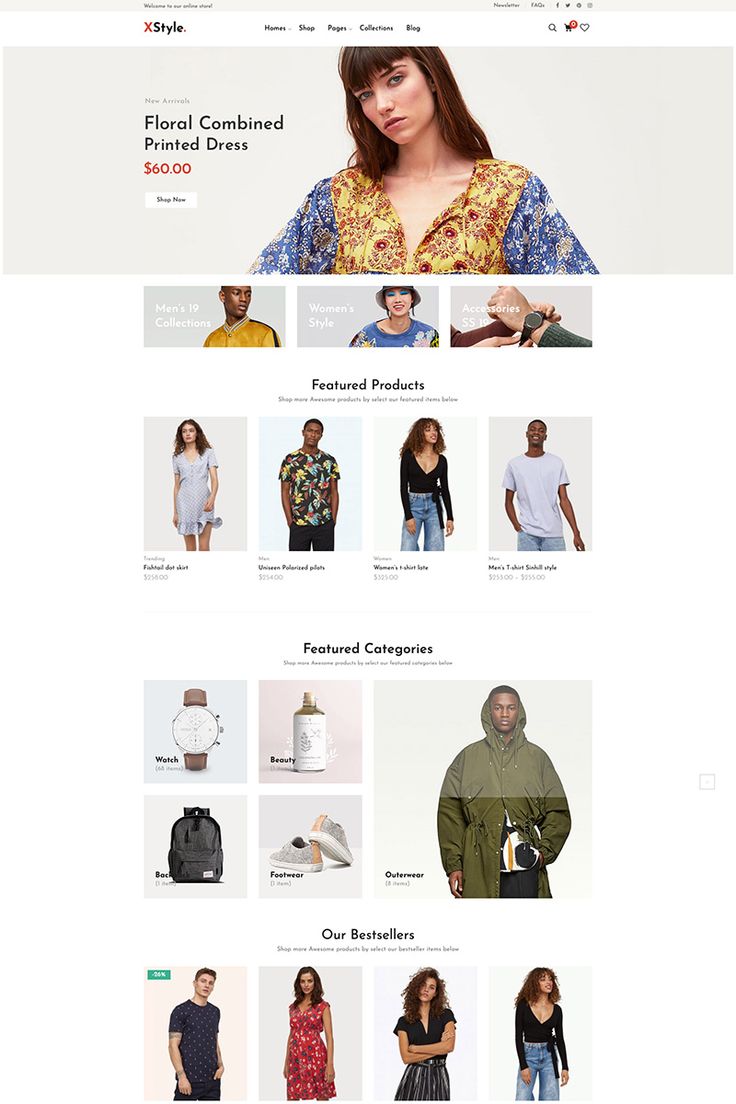 Welcome to our online store!
Newsletter
FAQs
XStyle.
Homes
Shop
Pages
Collections
Blog
0
New Arrivals
Floral Combined
Printed Dress
$60.00
Shop Now
Men's 19
Collections
Women's
Style
Accessories
SS 19
Featured Products
Shop more Awesome products by select our featured items below
Trending
Fishtail dot skirt
$258.00
Men
Uniseen Polarized pilots
$254.00
Women
Women's t-shirt late
$325.00
Men
Men's T-shirt Sinhill style
$253.00 – $255.00
Featured Categories
Shop more Awesome products by select our featured categories below
Watch
(68 items)
Beauty
(1 item)
(1 item)
Footwear
(1 item)
Outerwear
(8 items)
Our Bestsellers
Shop more Awesome products by select our bestseller items below
-26%